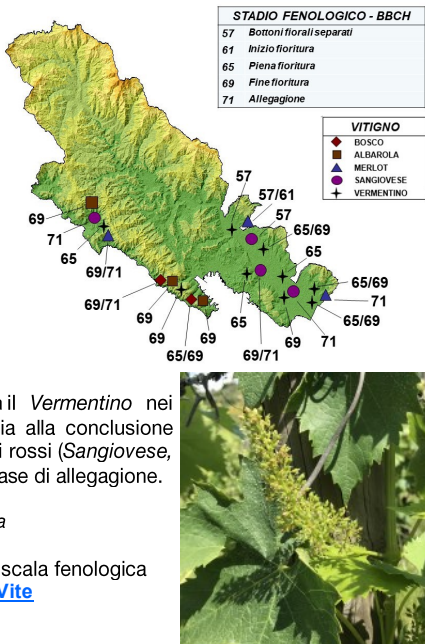 STADIO FENOLOGICO - BBCH
57 Bottoni fiorali separati
61 Inizio fioritura
65 Piena fioritura
69 Fine fioritura
71 Allegagione
VITIGNO
BOSCO
ALBAROLA
MERLOT
SANGIOVESE
VERMENTINO
57
57/61
57
65/69
65
69
71
65
69/71
65/69
71
65/69
69/71
69
69
65/69
69
65
69/71
69
71
il Vermentino nei
ia alla conclusione
i rossi (Sangiovese,
ase di allegagione.
a
scala fenologica
Vite